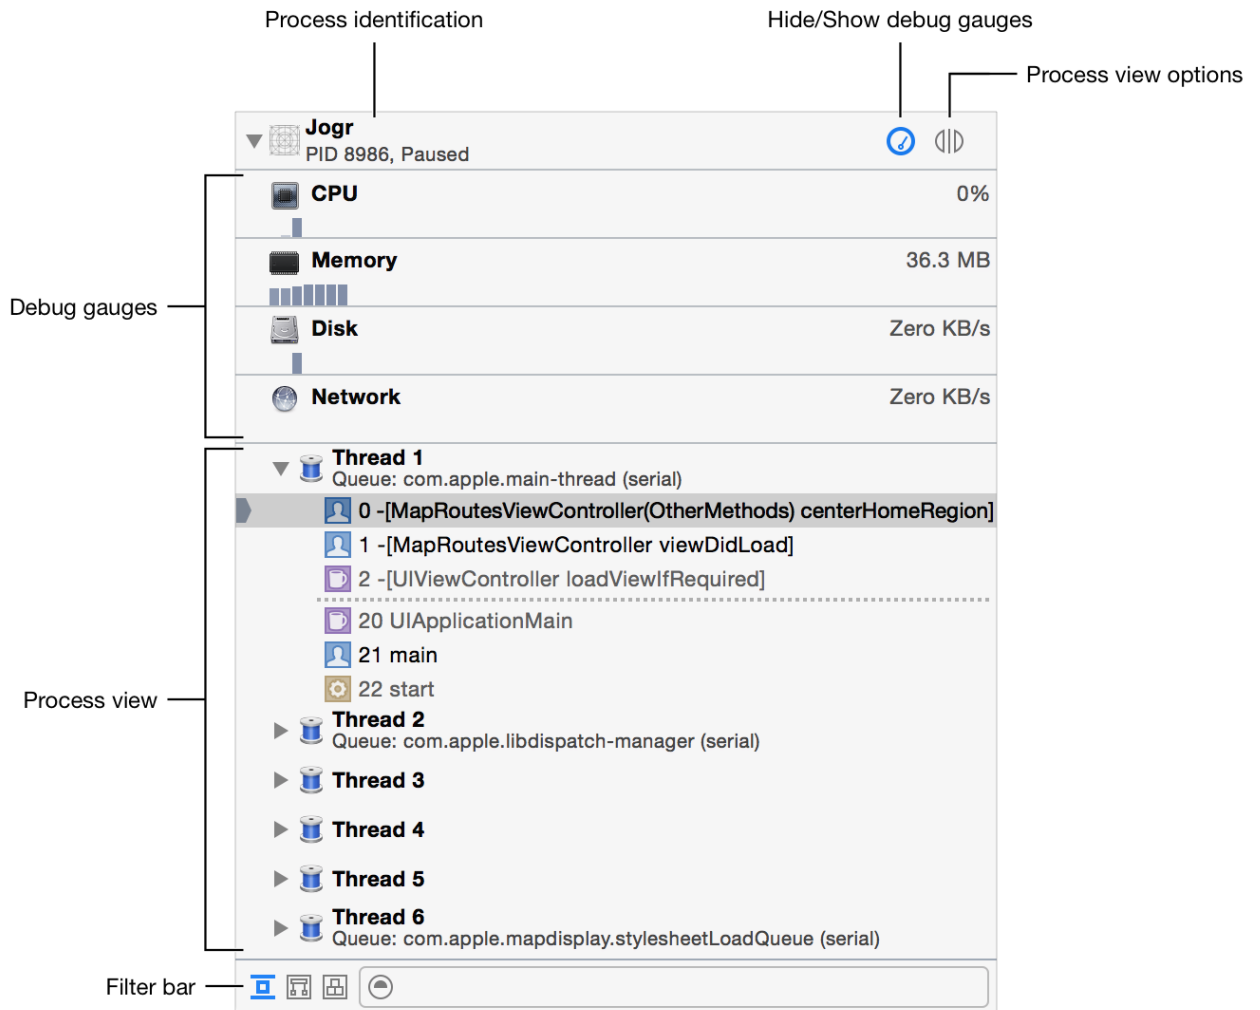 Process identification
Hide/Show debug gauges
Process view options
Jogr
PID 8986, Paused
CPU 0%
Memory 36.3 MB
Debug gauges
Disk Zero KB/s
Network Zero KB/s
Thread 1
Queue: com.apple.main-thread (serial)
0 -[MapRoutesViewController(OtherMethods) centerHomeRegion]
1 -[MapRoutesViewController viewDidLoad]
2 -[UIViewController loadViewIfRequired]
20 UIApplicationMain
21 main
22 start
Process view
Thread 2
Queue: com.apple.libdispatch-manager (serial)
Thread 3
Thread 4
Thread 5
Thread 6
Queue: com.apple.mapdisplay.stylesheetLoadQueue (serial)
Filter bar